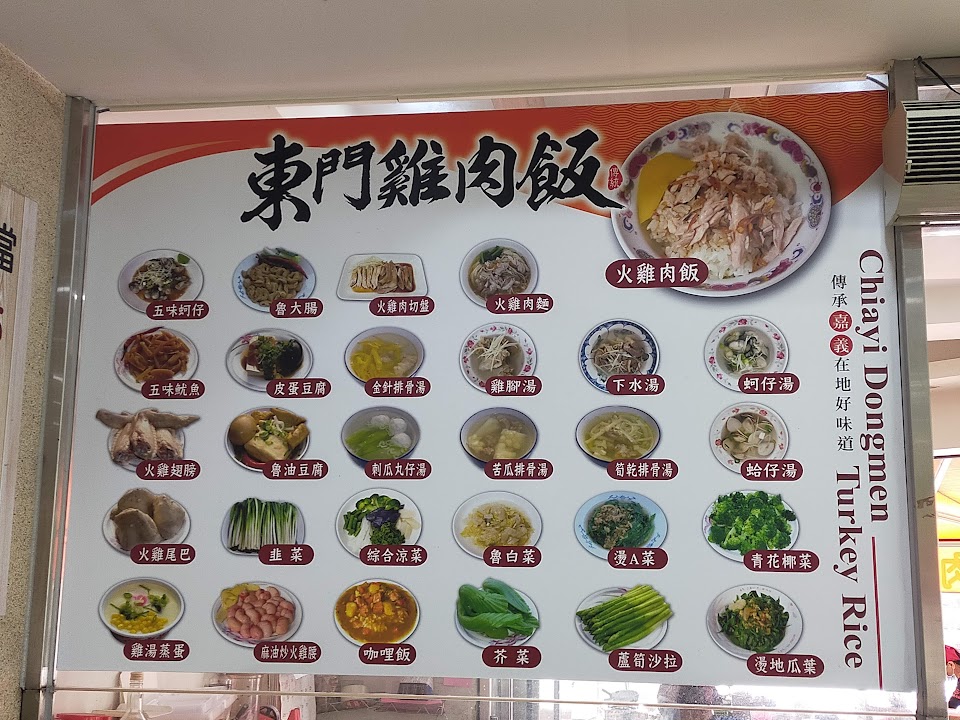 東門雞肉飯
傳統
火雞肉飯
五味蚵仔
魯大腸
火雞肉切盤
火雞肉麵
五味魷魚
皮蛋豆腐
金針排骨湯
雞腳湯
下水湯
蚵仔湯
火雞翅膀
魯油豆腐
刺瓜丸仔湯
苦瓜排骨湯
筍乾排骨湯
蛤仔湯
火雞尾巴
韭菜
綜合涼菜
魯白菜
燙A菜
青花椰菜
雞湯蒸蛋
麻油炒火雞腰
咖哩飯
芥菜
蘆筍沙拉
燙地瓜葉
傳承嘉義在地好味道
Chiayi Dongmen Turkey Rice
當
肉